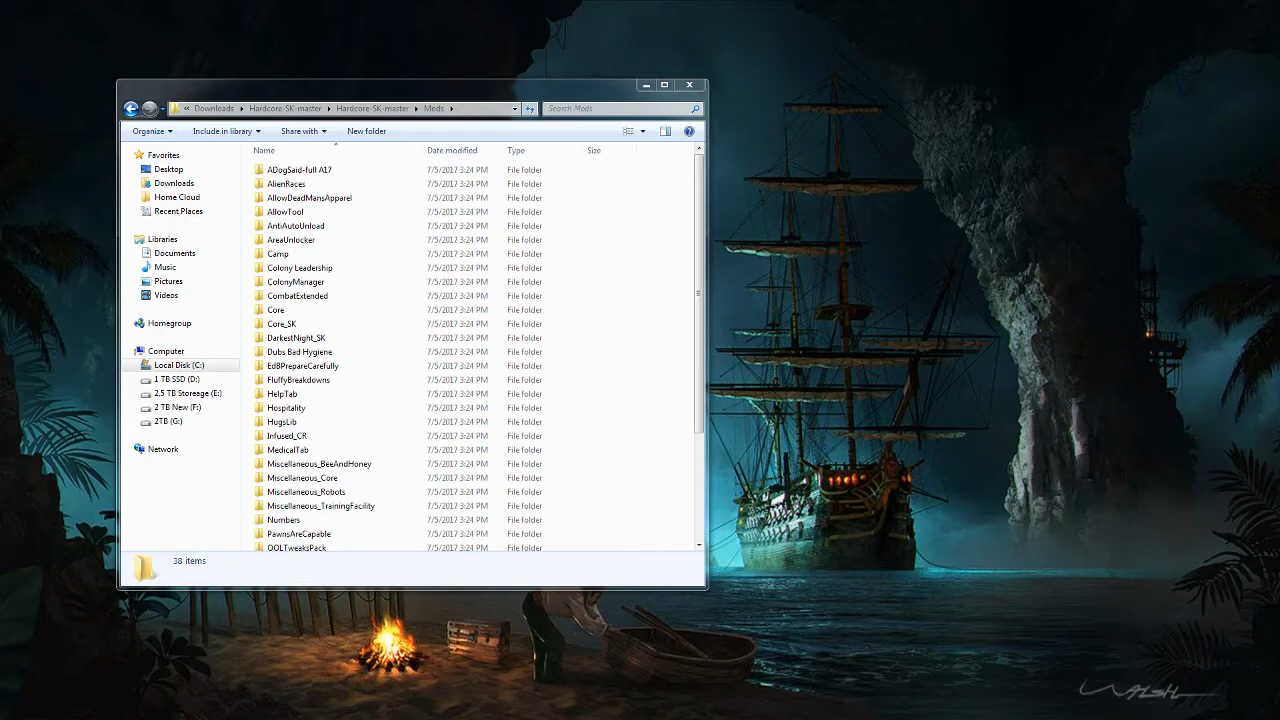 « Downloads Hardcore-SK-master Hardcore-SK-master Mods Search Mods
Organize Include in library Share with New folder
Name Date modified Type Size
Favorites
Desktop
Downloads
Home Cloud
Recent Places
Libraries
Documents
Music
Pictures
Videos
Homegroup
Computer
Local Disk (C:)
1 TB SSD (D:)
2,5 TB Storeage (E:)
2 TB New (F:)
2TB (G:)
Network
ADogSaid-full A17 7/5/2017 3:24 PM File folder
AlienRaces 7/5/2017 3:24 PM File folder
AllowDeadMansApparel 7/5/2017 3:24 PM File folder
AllowTool 7/5/2017 3:24 PM File folder
AntiAutoUnload 7/5/2017 3:24 PM File folder
AreaUnlocker 7/5/2017 3:24 PM File folder
Camp 7/5/2017 3:24 PM File folder
Colony Leadership 7/5/2017 3:24 PM File folder
ColonyManager 7/5/2017 3:24 PM File folder
CombatExtended 7/5/2017 3:24 PM File folder
Core 7/5/2017 3:24 PM File folder
Core_SK 7/5/2017 3:24 PM File folder
DarkestNight_SK 7/5/2017 3:24 PM File folder
Dubs Bad Hygiene 7/5/2017 3:24 PM File folder
EdBPrepareCarefully 7/5/2017 3:24 PM File folder
FluffyBreakdowns 7/5/2017 3:24 PM File folder
HelpTab 7/5/2017 3:24 PM File folder
Hospitality 7/5/2017 3:24 PM File folder
HugsLib 7/5/2017 3:24 PM File folder
Infused_CR 7/5/2017 3:24 PM File folder
MedicalTab 7/5/2017 3:24 PM File folder
Miscellaneous_BeeAndHoney 7/5/2017 3:24 PM File folder
Miscellaneous_Core 7/5/2017 3:24 PM File folder
Miscellaneous_Robots 7/5/2017 3:24 PM File folder
Miscellaneous_TrainingFacility 7/5/2017 3:24 PM File folder
Numbers 7/5/2017 3:24 PM File folder
PawnsAreCapable 7/5/2017 3:24 PM File folder
QOLTweaksPack 7/5/2017 3:24 PM File folder
38 items
WALSH